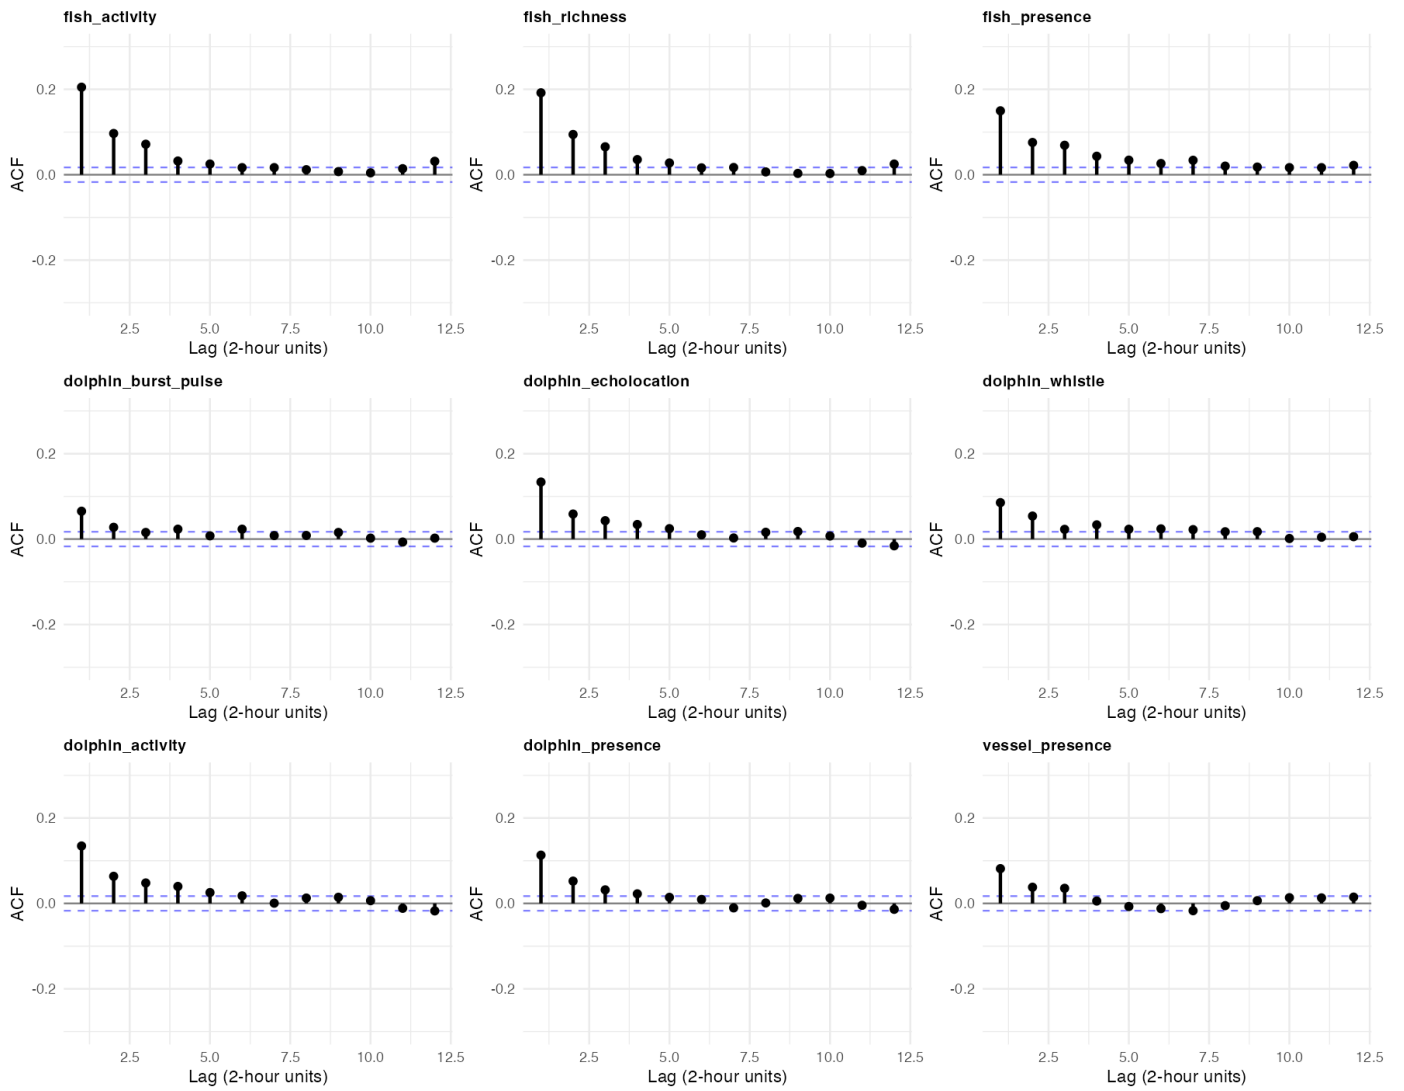 fish_activity
ACF
0.2
0.0
-0.2
2.5 5.0 7.5 10.0 12.5
Lag (2-hour units)
fish_richness
ACF
0.2
0.0
-0.2
2.5 5.0 7.5 10.0 12.5
Lag (2-hour units)
fish_presence
ACF
0.2
0.0
-0.2
2.5 5.0 7.5 10.0 12.5
Lag (2-hour units)
dolphin_burst_pulse
ACF
0.2
0.0
-0.2
2.5 5.0 7.5 10.0 12.5
Lag (2-hour units)
dolphin_echolocation
ACF
0.2
0.0
-0.2
2.5 5.0 7.5 10.0 12.5
Lag (2-hour units)
dolphin_whistle
ACF
0.2
0.0
-0.2
2.5 5.0 7.5 10.0 12.5
Lag (2-hour units)
dolphin_activity
ACF
0.2
0.0
-0.2
2.5 5.0 7.5 10.0 12.5
Lag (2-hour units)
dolphin_presence
ACF
0.2
0.0
-0.2
2.5 5.0 7.5 10.0 12.5
Lag (2-hour units)
vessel_presence
ACF
0.2
0.0
-0.2
2.5 5.0 7.5 10.0 12.5
Lag (2-hour units)